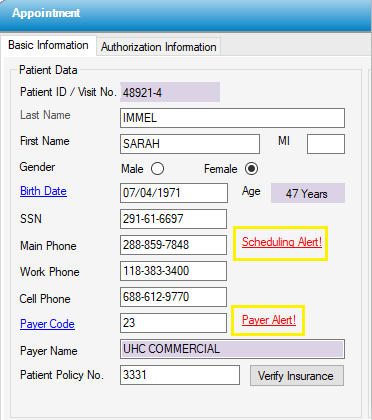 Appointment
Basic Information Authorization Information
Patient Data
Patient ID / Visit No. 48921-4
Last Name IMMEL
First Name SARAH MI
Gender Male Female
Birth Date 07/04/1971 Age 47 Years
SSN 291-61-6697
Main Phone 288-859-7848 Scheduling Alert!
Work Phone 118-383-3400
Cell Phone 688-612-9770
Payer Code 23 Payer Alert!
Payer Name UHC COMMERCIAL
Patient Policy No. 3331 Verify Insurance